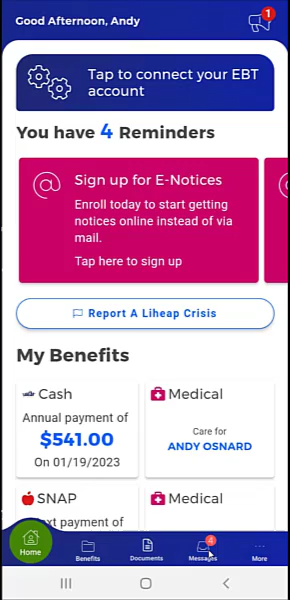 Good Afternoon, Andy
1
Tap to connect your EBT
account
You have 4 Reminders
Sign up for E-Notices
Enroll today to start getting
notices online instead of via
mail.
Tap here to sign up
Report A Liheap Crisis
My Benefits
Cash
Annual payment of
$541.00
On 01/19/2023
Medical
Care for
ANDY OSNARD
SNAP
ext payment of
Medical
Home
Benefits
Documents
4
Messages
More